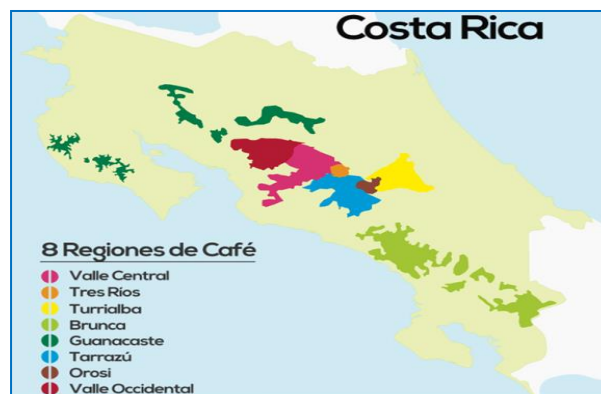 Costa Rica
8 Regiones de Café
Valle Central
Tres Ríos
Turrialba
Brunca
Guanacaste
Tarrazú
Orosi
Valle Occidental